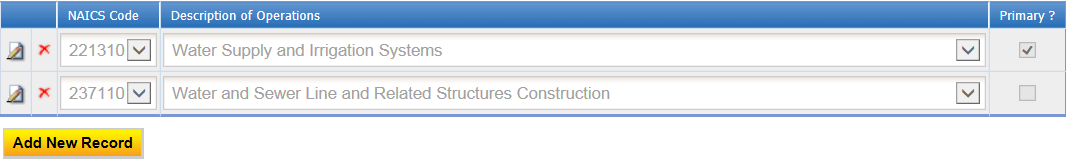 NAICS Code Description of Operations Primary ?
221310 Water Supply and Irrigation Systems
237110 Water and Sewer Line and Related Structures Construction
Add New Record